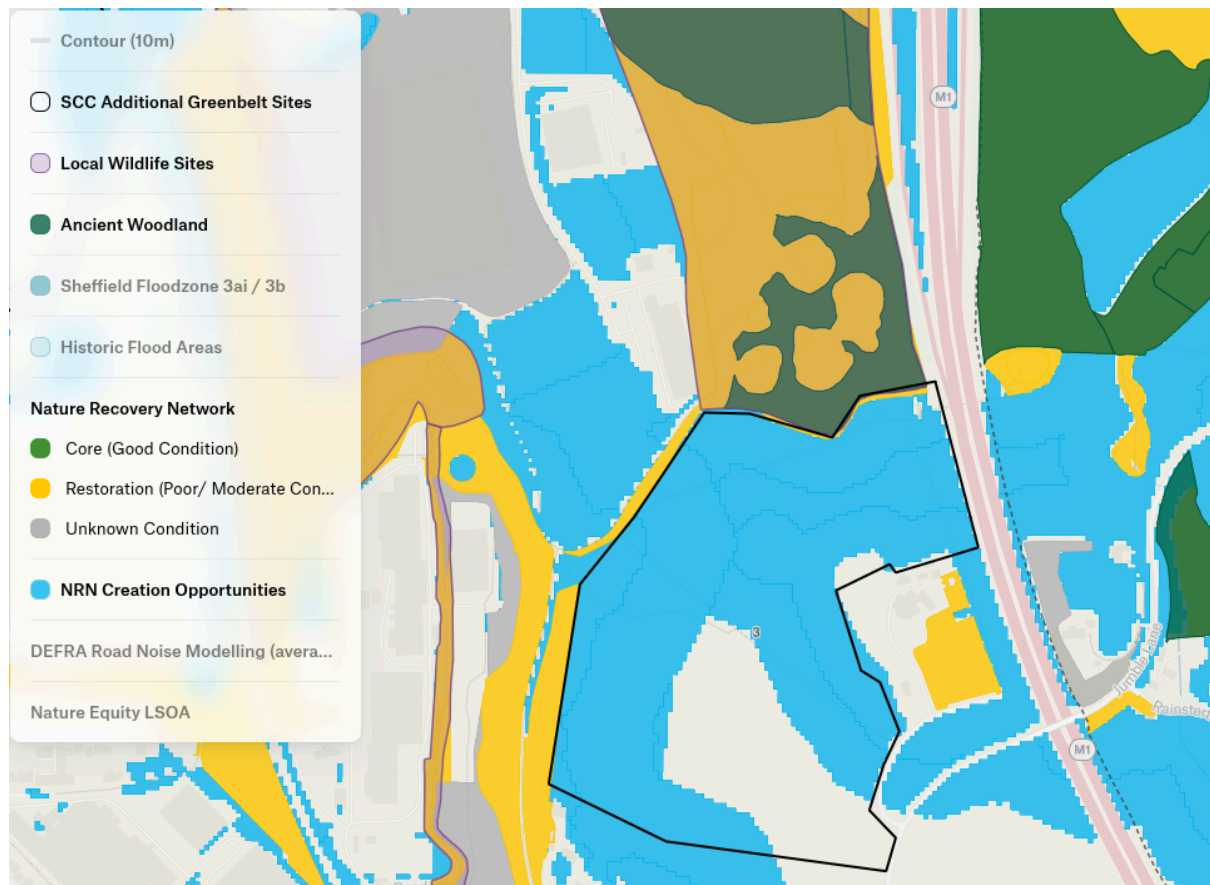 Contour (10m)
SCC Additional Greenbelt Sites
Local Wildlife Sites
Ancient Woodland
Sheffield Floodzone 3ai / 3b
Historic Flood Areas
Nature Recovery Network
Core (Good Condition)
Restoration (Poor/ Moderate Con...
Unknown Condition
NRN Creation Opportunities
DEFRA Road Noise Modelling (avera...
Nature Equity LSOA
M1
3
Jumble Lane
M1